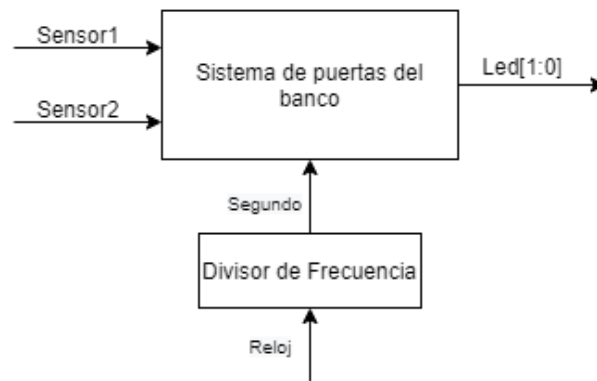 Sensor1
Sistema de puertas del
banco
Led[1:0]
Sensor2
Segundo
Divisor de Frecuencia
Reloj